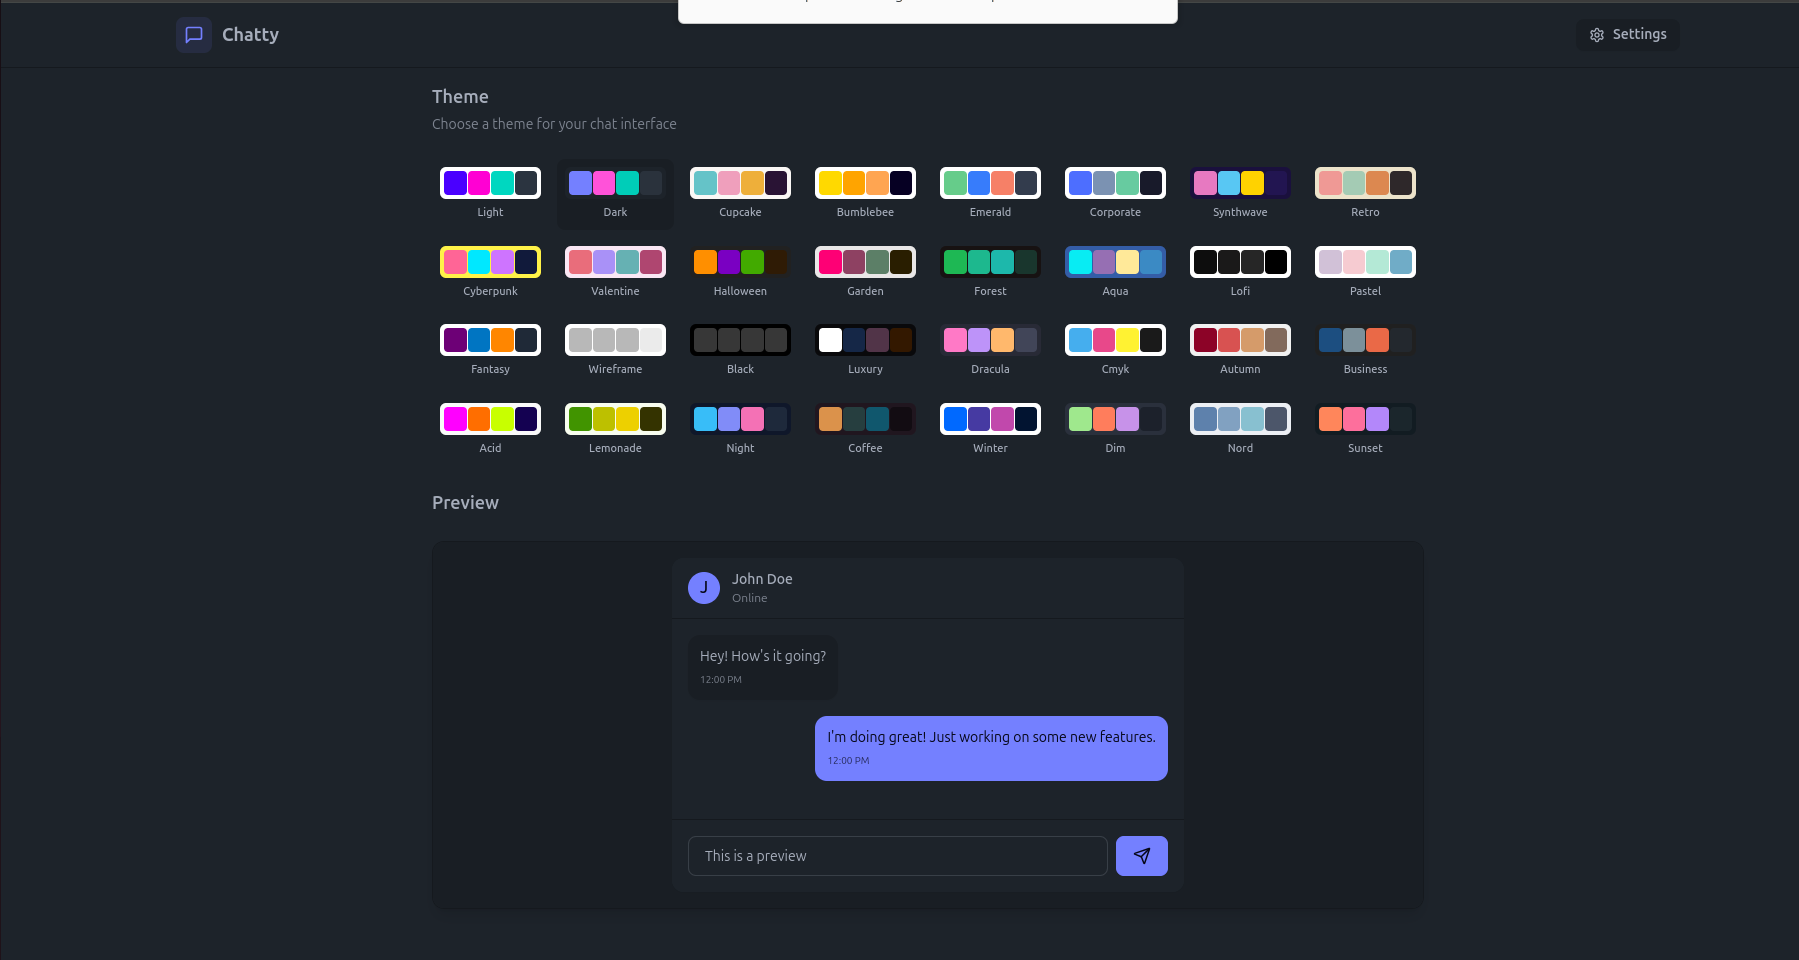 Chatty
Settings
Theme
Choose a theme for your chat interface
Light Dark Cupcake Bumblebee Emerald Corporate Synthwave Retro
Cyberpunk Valentine Halloween Garden Forest Aqua Lofi Pastel
Fantasy Wireframe Black Luxury Dracula Cmyk Autumn Business
Acid Lemonade Night Coffee Winter Dim Nord Sunset
Preview
J
John Doe
Online
Hey! How's it going?
12:00 PM
I'm doing great! Just working on some new features.
12:00 PM
This is a preview